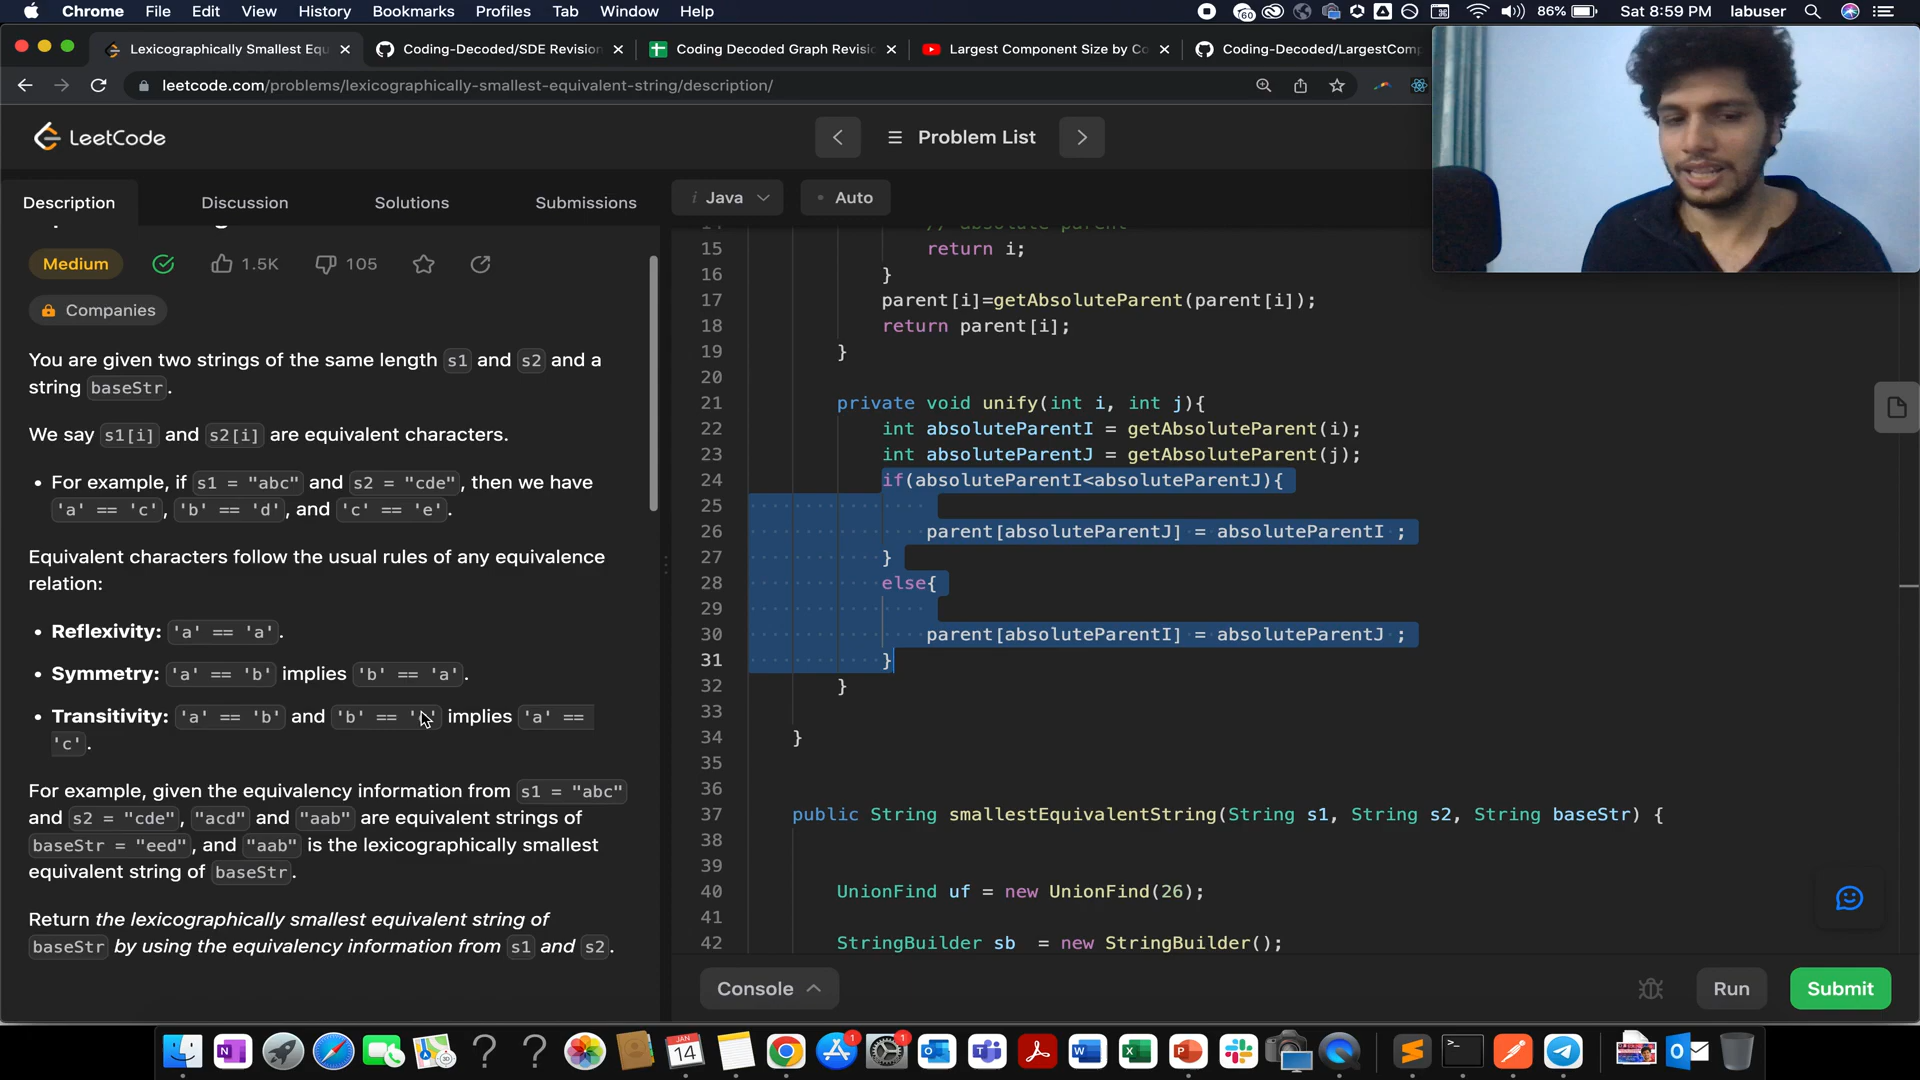 Chrome File Edit View History Bookmarks Profiles Tab Window Help
60 86% Sat 8:59 PM labuser
Lexicographically Smallest Equ
Coding-Decoded/SDE Revision
Coding Decoded Graph Revisio
Largest Component Size by Co
Coding-Decoded/LargestComp
leetcode.com/problems/lexicographically-smallest-equivalent-string/description/
LeetCode
Problem List
Description Discussion Solutions Submissions
i Java Auto
Medium 1.5K 105
Companies
You are given two strings of the same length s1 and s2 and a
string baseStr.
We say s1[i] and s2[i] are equivalent characters.
• For example, if s1 = "abc" and s2 = "cde", then we have
'a' == 'c', 'b' == 'd', and 'c' == 'e'.
Equivalent characters follow the usual rules of any equivalence
relation:
• Reflexivity: 'a' == 'a'.
• Symmetry: 'a' == 'b' implies 'b' == 'a'.
• Transitivity: 'a' == 'b' and 'b' == ' ' implies 'a' ==
'c'.
For example, given the equivalency information from s1 = "abc"
and s2 = "cde", "acd" and "aab" are equivalent strings of
baseStr = "eed", and "aab" is the lexicographically smallest
equivalent string of baseStr.
Return the lexicographically smallest equivalent string of
baseStr by using the equivalency information from s1 and s2.
14 // absolute parent
15 return i;
16 }
17 parent[i]=getAbsoluteParent(parent[i]);
18 return parent[i];
19 }
20
21 private void unify(int i, int j){
22 int absoluteParentI = getAbsoluteParent(i);
23 int absoluteParentJ = getAbsoluteParent(j);
24 if(absoluteParentI<absoluteParentJ){
25
26 parent[absoluteParentJ] = absoluteParentI ;
27 }
28 else{
29
30 parent[absoluteParentI] = absoluteParentJ ;
31 }
32 }
33
34 }
35
36
37 public String smallestEquivalentString(String s1, String s2, String baseStr) {
38
39
40 UnionFind uf = new UnionFind(26);
41
42 StringBuilder sb = new StringBuilder();
Console
Run
Submit
JAN
14
1
1